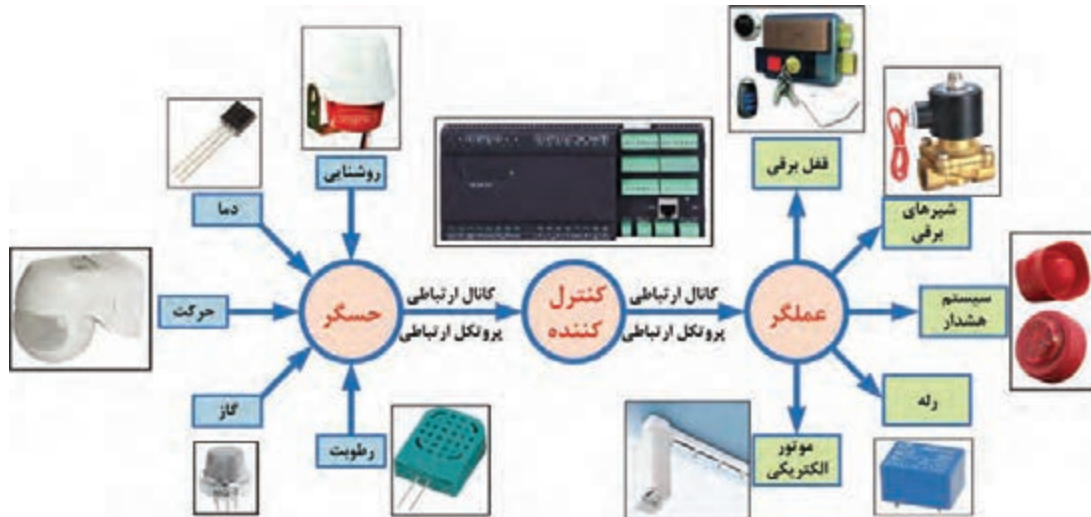 روشنایی
دما
حرکت
گاز
رطوبت
حسگر
کانال ارتباطی
پروتکل ارتباطی
کنترل
کننده
کانال ارتباطی
پروتکل ارتباطی
عملگر
قفل برقی
شیرهای
برقی
سیستم
هشدار
رله
موتور
الکتریکی